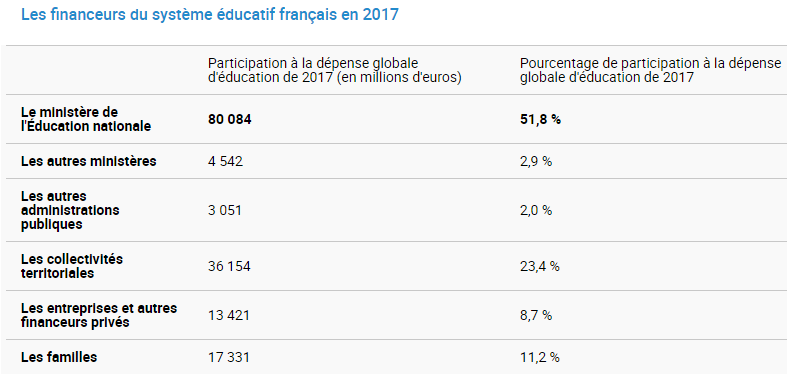 Les financeurs du système éducatif français en 2017
Participation à la dépense globale
d'éducation de 2017 (en millions d'euros)
Pourcentage de participation à la dépense
globale d'éducation de 2017
Le ministère de
l'Éducation nationale
80 084
51,8 %
Les autres ministères
4 542
2,9 %
Les autres
administrations
publiques
3 051
2,0 %
Les collectivités
territoriales
36 154
23,4 %
Les entreprises et autres
financeurs privés
13 421
8,7 %
Les familles
17 331
11,2 %